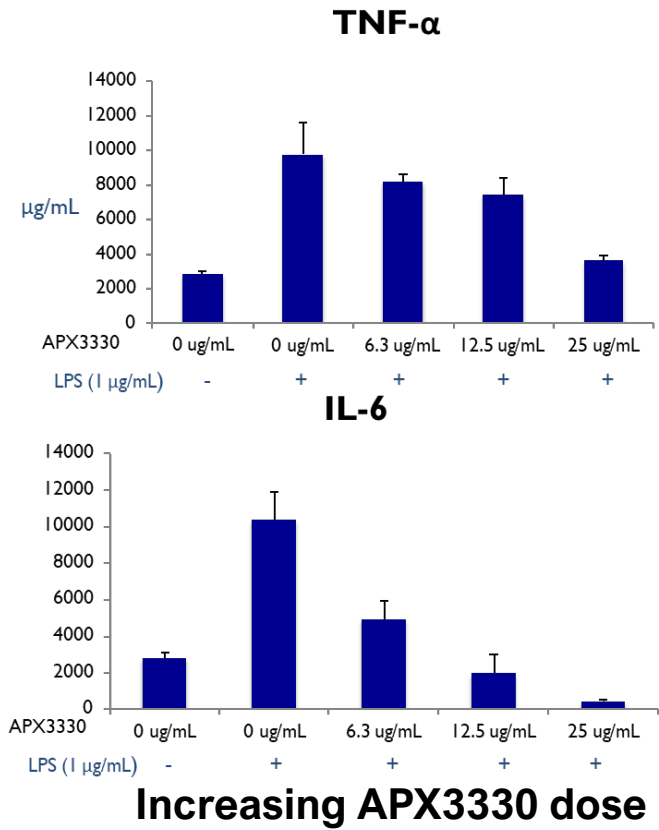 TNF-α
14000
12000
10000
8000
µg/mL
6000
4000
2000
0
APX3330 0 ug/mL 0 ug/mL 6.3 ug/mL 12.5 ug/mL 25 ug/mL
LPS (1 µg/mL) - + + + +
IL-6
14000
12000
10000
8000
6000
4000
2000
0
APX3330 0 ug/mL 0 ug/mL 6.3 ug/mL 12.5 ug/mL 25 ug/mL
LPS (1 µg/mL) - + + + +
Increasing APX3330 dose